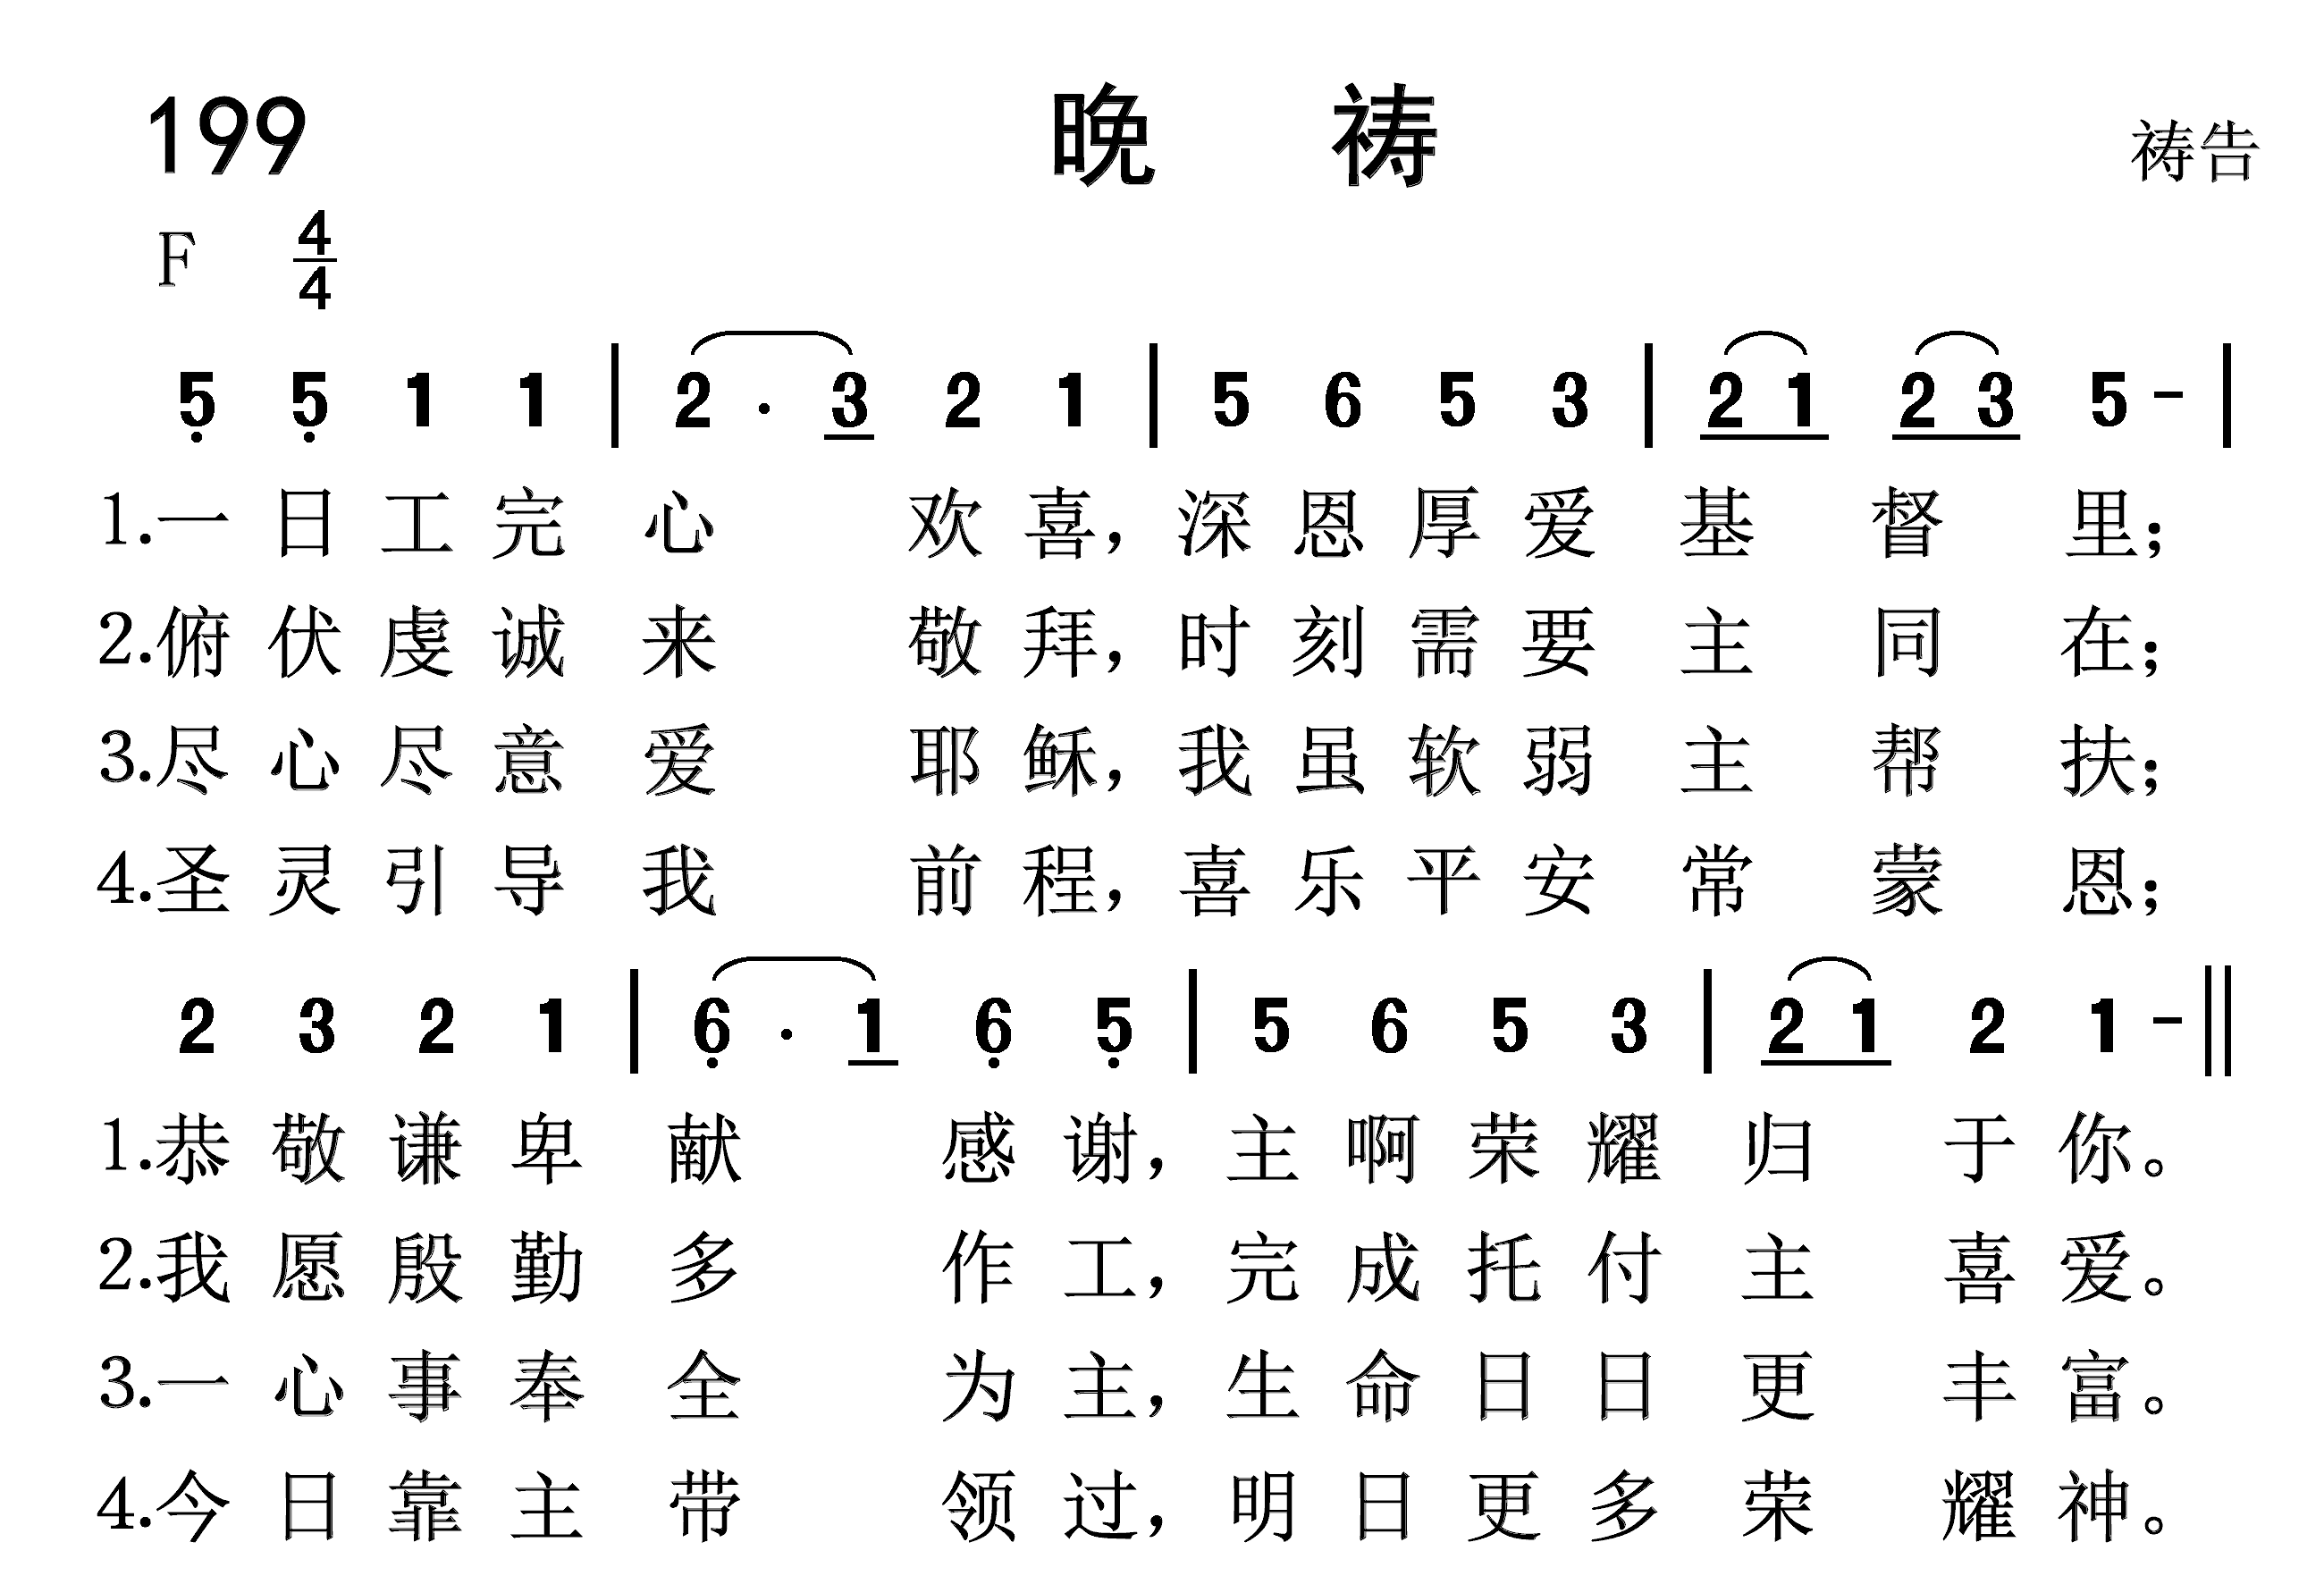 199 晚 祷 祷告
F 4/4
5̣ 5̣ 1 1 | 2 · 3 2 1 | 5 6 5 3 | 2 1 2 3 5 - |
1.一日工完心 欢喜，深恩厚爱基督里；
2.俯伏虔诚来 敬拜，时刻需要主同在；
3.尽心尽意爱 耶稣，我虽软弱主帮扶；
4.圣灵引导我 前程，喜乐平安常蒙恩；
2 3 2 1 | 6̣ · 1 6̣ 5̣ | 5 6 5 3 | 2 1 2 1 - ‖
1.恭敬谦卑献 感谢，主啊荣耀归于你。
2.我愿殷勤多 作工，完成托付主喜爱。
3.一心事奉全 为主，生命日日更丰富。
4.今日靠主带 领过，明日更多荣耀神。